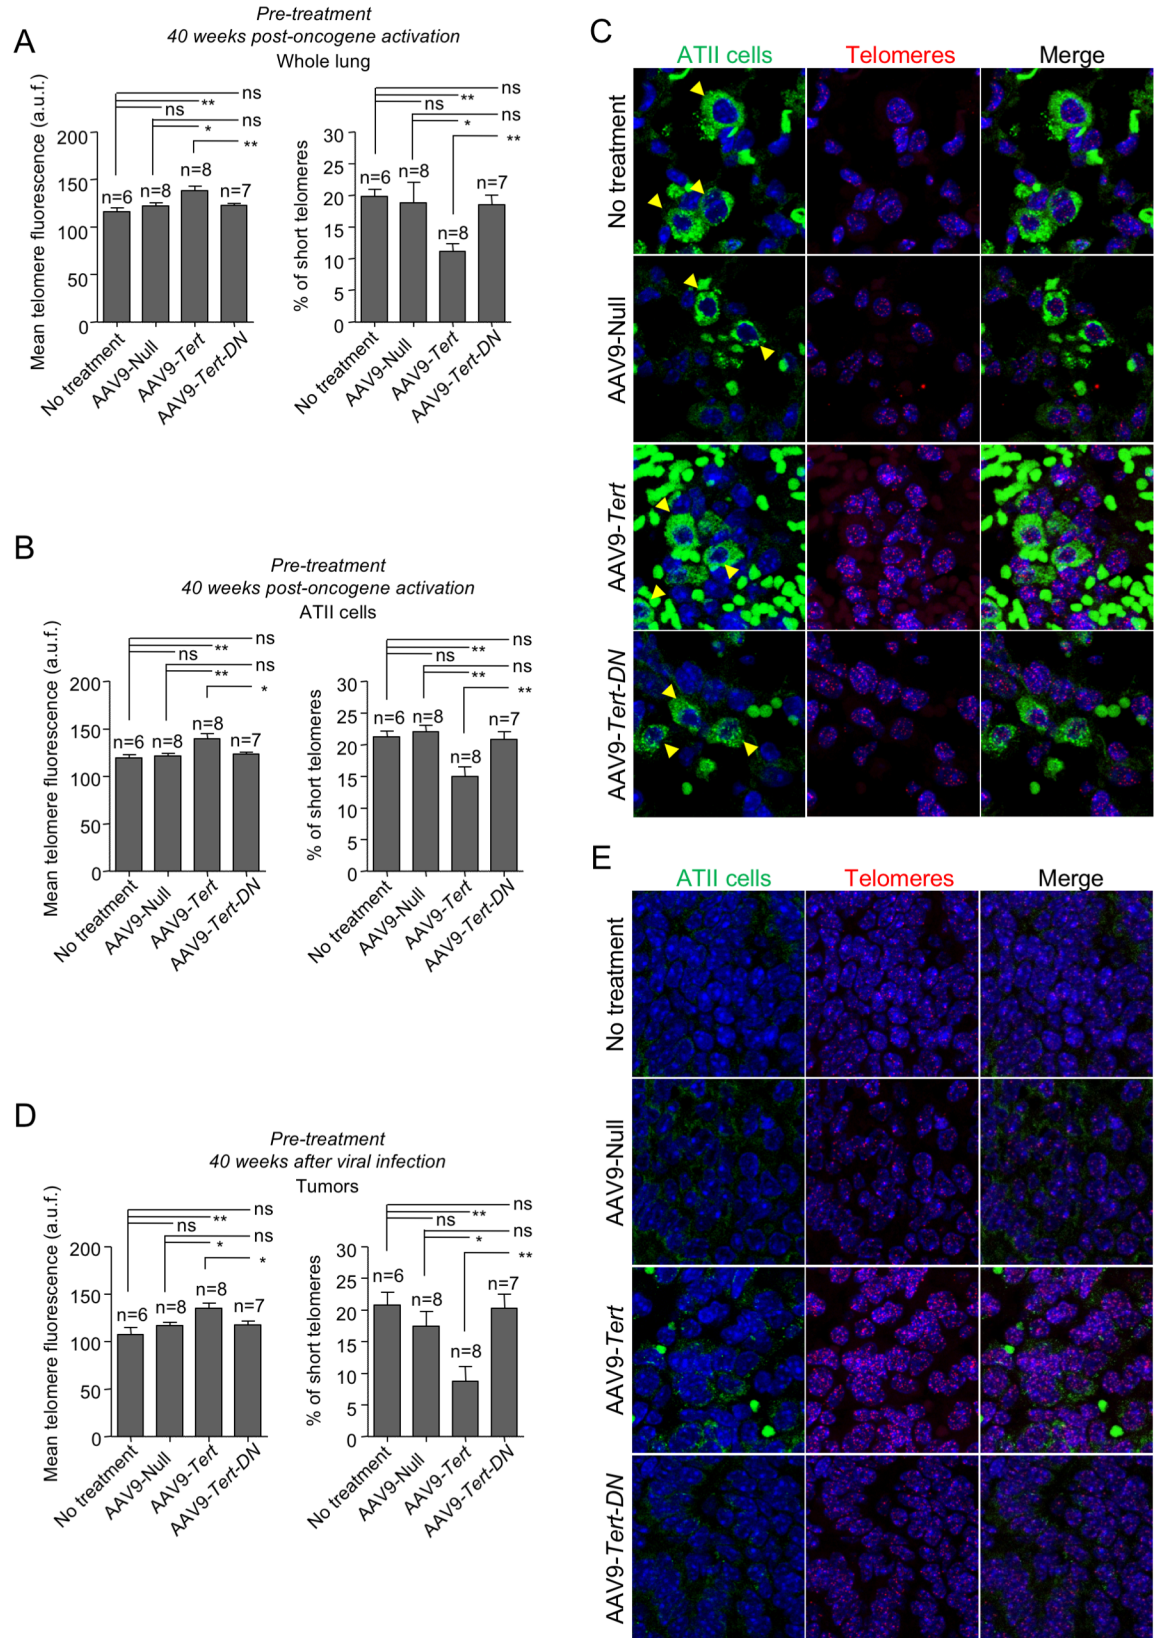 A
Pre-treatment
40 weeks post-oncogene activation
Whole lung
Mean telomere fluorescence (a.u.f.)
ns
**
ns
ns
*
**
200
150
100
50
0
n=6
n=8
n=8
n=7
No treatment
AAV9-Null
AAV9-Tert
AAV9-Tert-DN
% of short telomeres
ns
**
ns
ns
*
**
30
25
20
15
10
5
0
n=6
n=8
n=8
n=7
No treatment
AAV9-Null
AAV9-Tert
AAV9-Tert-DN
B
Pre-treatment
40 weeks post-oncogene activation
ATII cells
Mean telomere fluorescence (a.u.f.)
ns
**
ns
ns
**
*
200
150
100
50
0
n=6
n=8
n=8
n=7
No treatment
AAV9-Null
AAV9-Tert
AAV9-Tert-DN
% of short telomeres
ns
**
ns
ns
**
**
30
25
20
15
10
5
0
n=6
n=8
n=8
n=7
No treatment
AAV9-Null
AAV9-Tert
AAV9-Tert-DN
D
Pre-treatment
40 weeks after viral infection
Tumors
Mean telomere fluorescence (a.u.f.)
ns
**
ns
ns
*
*
200
150
100
50
0
n=6
n=8
n=8
n=7
No treatment
AAV9-Null
AAV9-Tert
AAV9-Tert-DN
% of short telomeres
ns
**
ns
ns
*
**
30
25
20
15
10
5
0
n=6
n=8
n=8
n=7
No treatment
AAV9-Null
AAV9-Tert
AAV9-Tert-DN
C
ATII cells
Telomeres
Merge
No treatment
AAV9-Null
AAV9-Tert
AAV9-Tert-DN
E
ATII cells
Telomeres
Merge
No treatment
AAV9-Null
AAV9-Tert
AAV9-Tert-DN